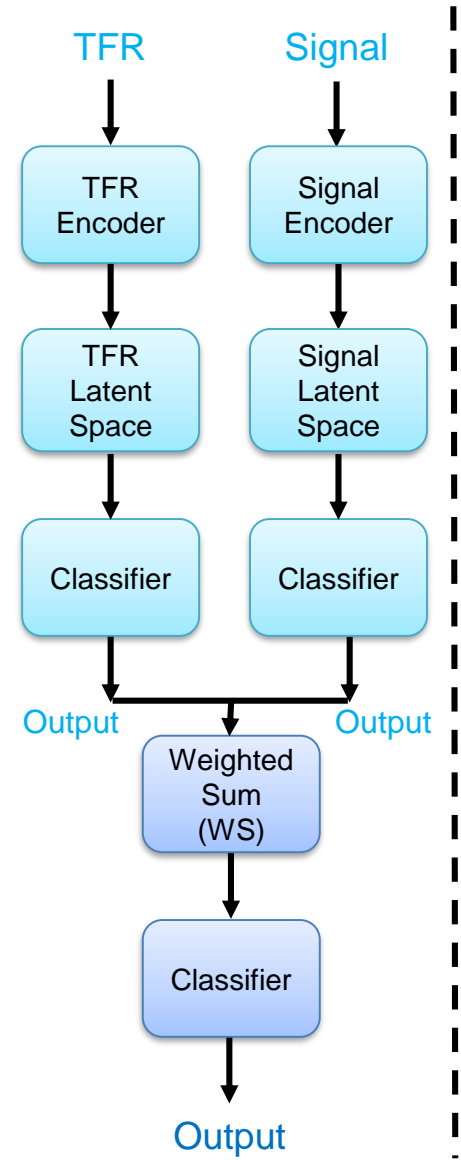 TFR
Signal
TFR
Encoder
Signal
Encoder
TFR
Latent
Space
Signal
Latent
Space
Classifier
Classifier
Output
Output
Weighted
Sum
(WS)
Classifier
Output